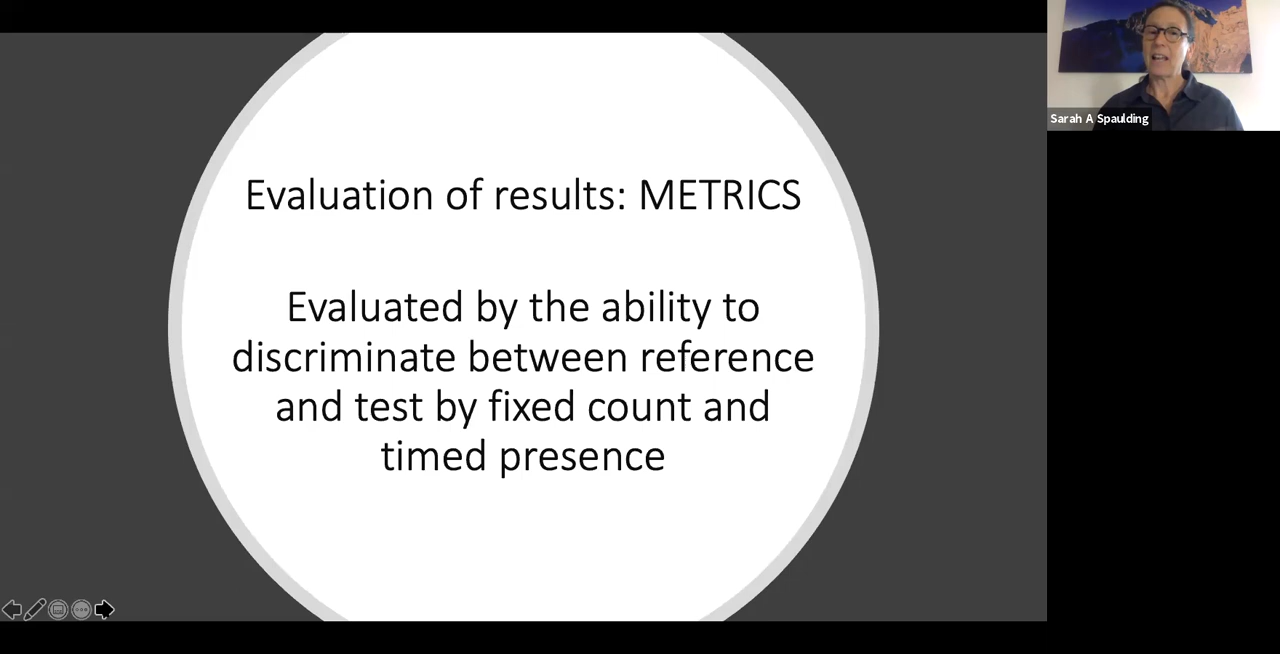 Evaluation of results: METRICS
Evaluated by the ability to
discriminate between reference
and test by fixed count and
timed presence
Sarah A Spaulding